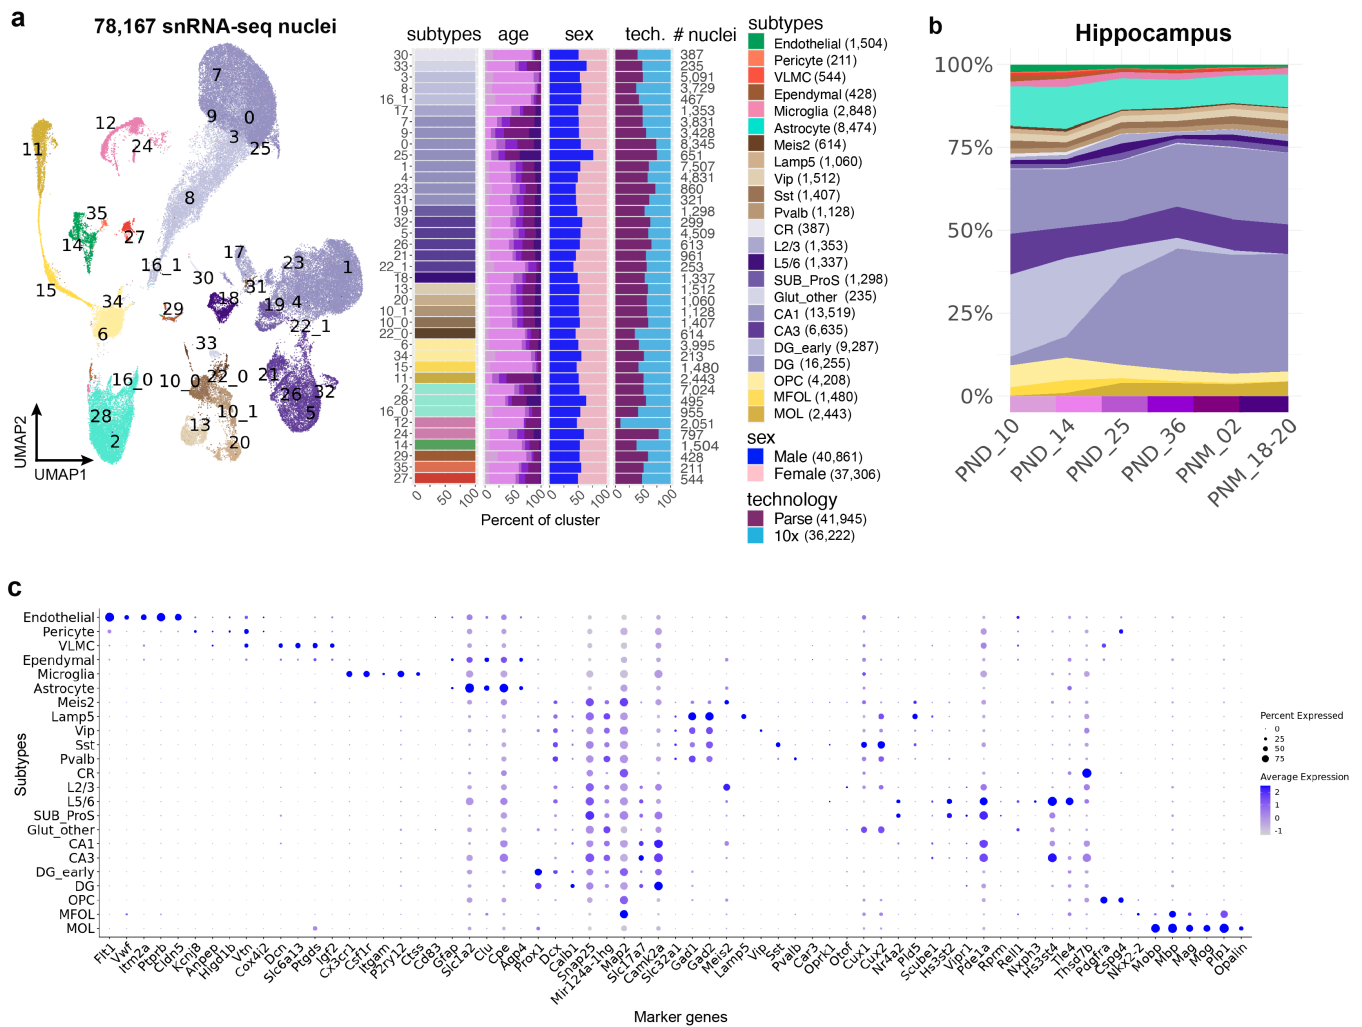 a
78,167 snRNA-seq nuclei
7
9
0
3
25
12
24
11
8
35
14
27
16_1
17
23
1
30
31
15
34
18
19
4
29
6
22_1
33
21
32
26
5
16_0
10_0
22_0
28
2
10_1
13
20
UMAP2
UMAP1
subtypes age sex tech. # nuclei
30 387
33 235
3 5,091
8 3,729
16_1 467
17 1,353
7 3,831
9 3,428
0 8,345
25 651
1 7,507
4 4,831
23 860
31 321
19 1,298
32 299
5 4,509
26 613
21 961
22_1 253
18 1,337
13 1,512
20 1,060
10_1 1,128
10_0 1,407
22_0 614
6 3,995
34 213
15 1,480
11 2,443
2 7,024
28 495
16_0 955
12 2,051
24 797
14 1,504
29 428
35 211
27 544
0 50 100 0 50 100 0 50 100 0 50 100
Percent of cluster
subtypes
Endothelial (1,504)
Pericyte (211)
VLMC (544)
Ependymal (428)
Microglia (2,848)
Astrocyte (8,474)
Meis2 (614)
Lamp5 (1,060)
Vip (1,512)
Sst (1,407)
Pvalb (1,128)
CR (387)
L2/3 (1,353)
L5/6 (1,337)
SUB_ProS (1,298)
Glut_other (235)
CA1 (13,519)
CA3 (6,635)
DG_early (9,287)
DG (16,255)
OPC (4,208)
MFOL (1,480)
MOL (2,443)
sex
Male (40,861)
Female (37,306)
technology
Parse (41,945)
10x (36,222)
b
Hippocampus
100%
75%
50%
25%
0%
PND_10
PND_14
PND_25
PND_36
PNM_02
PNM_18-20
c
Subtypes
Endothelial
Pericyte
VLMC
Ependymal
Microglia
Astrocyte
Meis2
Lamp5
Vip
Sst
Pvalb
CR
L2/3
L5/6
SUB_ProS
Glut_other
CA1
CA3
DG_early
DG
OPC
MFOL
MOL
Flt1 Vwf Itm2a Ptprb Cldn5 Kcnj8 Anpep Higd1b Vtn Cox4i2 Dcn Slc6a13 Ptgds Igf2 Cx3cr1 Csf1r Itgam P2ry12 Ctss Cd83 Gfap Slc1a2 Clu Cpe Aqp4 Prox1 Dcx Calb1 Snap25 Mir124a-1hg Map2 Slc17a7 Camk2a Slc32a1 Gad1 Gad2 Meis2 Lamp5 Vip Sst Pvalb Car3 Oprk1 Otof Cux1 Cux2 Nr4a2 Pld5 Scube1 Hs3st2 Vipr1 Pde1a Rprm Rell1 Nxph3 Hs3st4 Tle4 Thsd7b Pdgfra Cspg4 Nkx2-2 Mobp Mbp Mag Mog Plp1 Opalin
Marker genes
Percent Expressed
0
25
50
75
Average Expression
2
1
0
-1